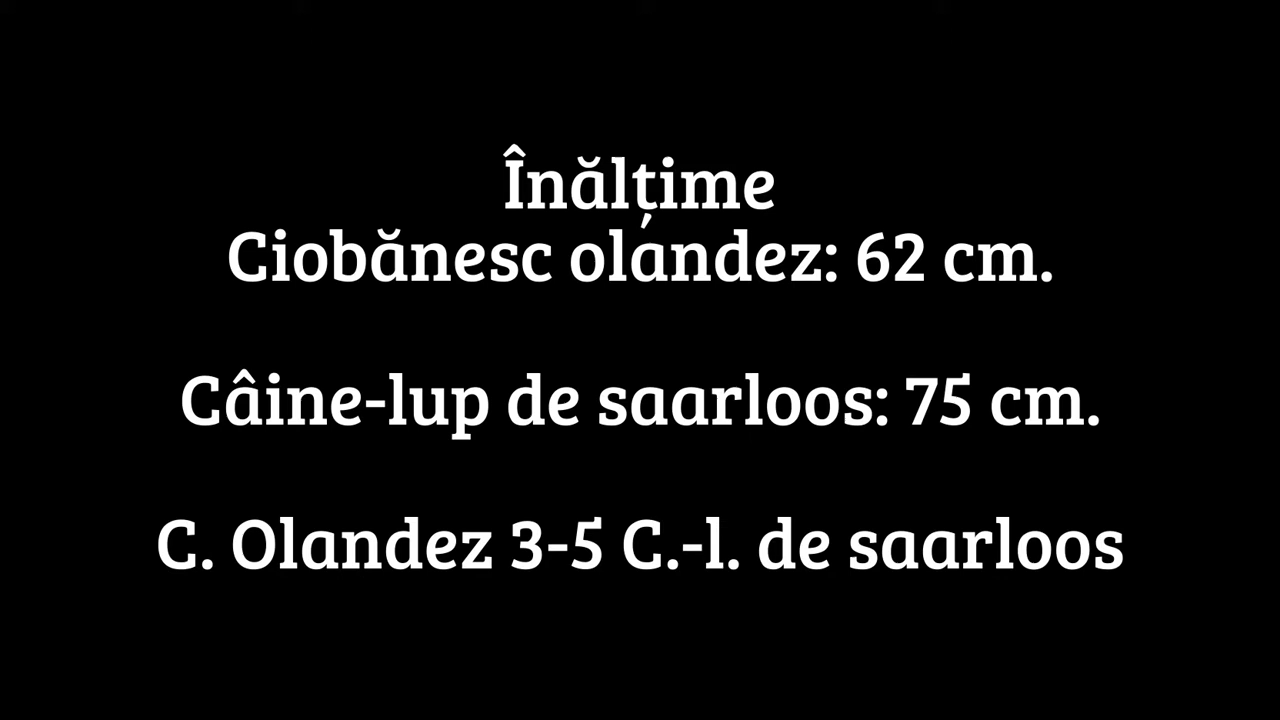 Înălțime
Ciobănesc olandez: 62 cm.
Câine-lup de saarloos: 75 cm.
C. Olandez 3-5 C.-l. de saarloos